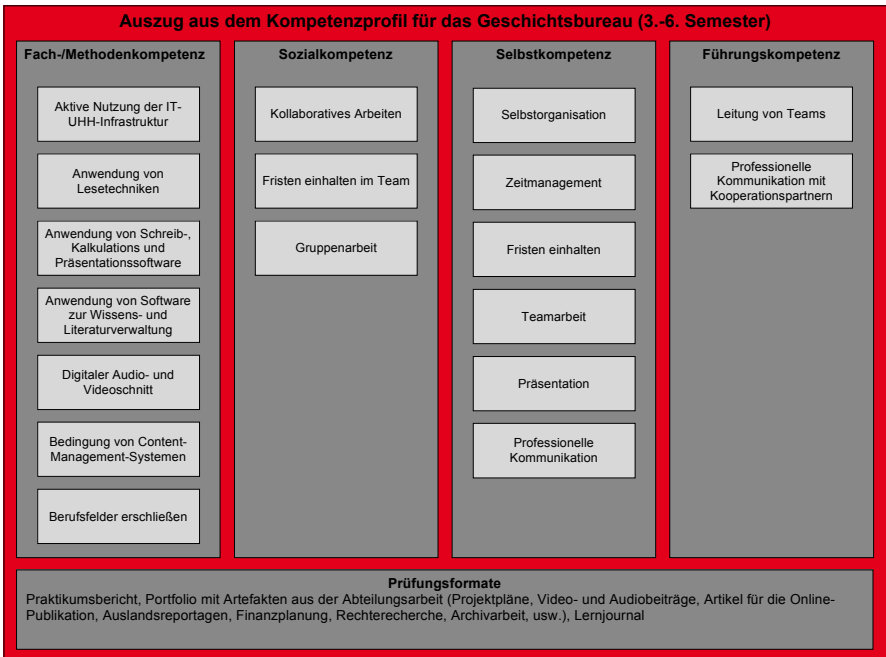 Auszug aus dem Kompetenzprofil für das Geschichtsbureau (3.-6. Semester)
Fach-/Methodenkompetenz
Aktive Nutzung der IT-
UHH-Infrastruktur
Anwendung von
Lesetechniken
Anwendung von Schreib-,
Kalkulations und
Präsentationssoftware
Anwendung von Software
zur Wissens- und
Literaturverwaltung
Digitaler Audio- und
Videoschnitt
Bedingung von Content-
Management-Systemen
Berufsfelder erschließen
Sozialkompetenz
Kollaboratives Arbeiten
Fristen einhalten im Team
Gruppenarbeit
Selbstkompetenz
Selbstorganisation
Zeitmanagement
Fristen einhalten
Teamarbeit
Präsentation
Professionelle
Kommunikation
Führungskompetenz
Leitung von Teams
Professionelle
Kommunikation mit
Kooperationspartnern
Prüfungsformate
Praktikumsbericht, Portfolio mit Artefakten aus der Abteilungsarbeit (Projektpläne, Video- und Audiobeiträge, Artikel für die Online-
Publikation, Auslandsreportagen, Finanzplanung, Rechterecherche, Archivarbeit, usw.), Lernjournal